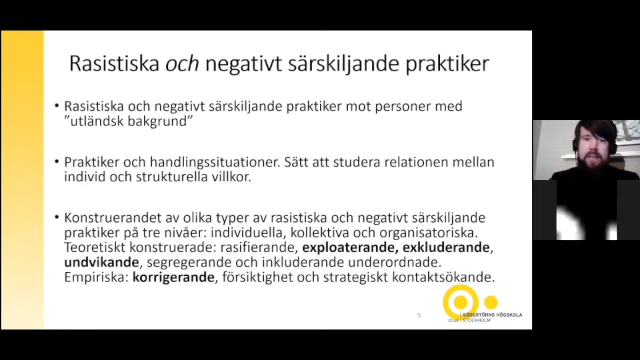 Rasistiska och negativt särskiljande praktiker
• Rasistiska och negativt särskiljande praktiker mot personer med
”utländsk bakgrund”
• Praktiker och handlingssituationer. Sätt att studera relationen mellan
individ och strukturella villkor.
• Konstruerandet av olika typer av rasistiska och negativt särskiljande
praktiker på tre nivåer: individuella, kollektiva och organisatoriska.
Teoretiskt konstruerade: rasifierande, exploaterande, exkluderande,
undvikande, segregerande och inkluderande underordnade.
Empiriska: korrigerande, försiktighet och strategiskt kontaktsökande.
5
SÖDERTÖRNS HÖGSKOLA
STOCKHOLM